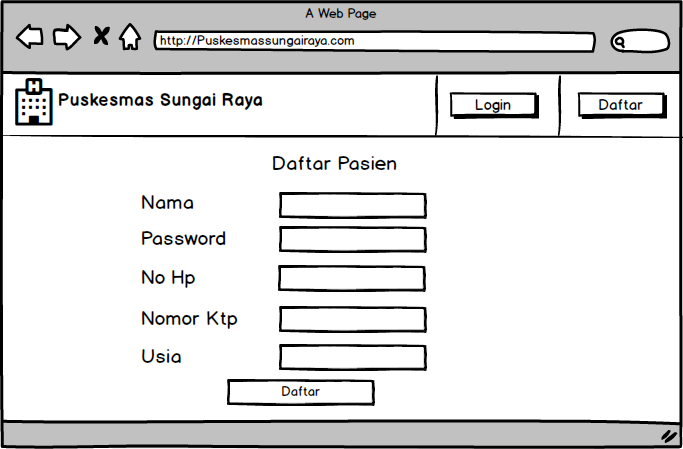 A Web Page
http://Puskesmassungairaya.com
H
Puskesmas Sungai Raya
Login
Daftar
Daftar Pasien
Nama
Password
No Hp
Nomor Ktp
Usia
Daftar